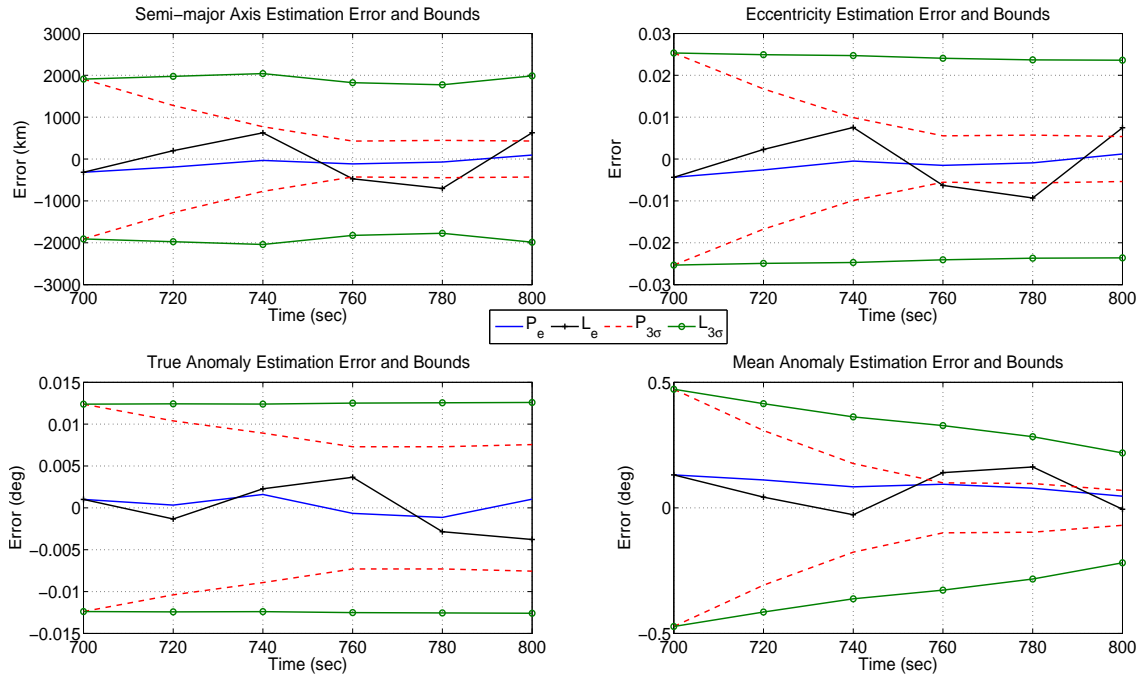 Semi-major Axis Estimation Error and Bounds
3000
2000
1000
0
−1000
−2000
−3000
Error (km)
700 720 740 760 780 800
Time (sec)
Eccentricity Estimation Error and Bounds
0.03
0.02
0.01
0
−0.01
−0.02
−0.03
Error
700 720 740 760 780 800
Time (sec)
P_e L_e P_3σ L_3σ
True Anomaly Estimation Error and Bounds
0.015
0.01
0.005
0
−0.005
−0.01
−0.015
Error (deg)
700 720 740 760 780 800
Time (sec)
Mean Anomaly Estimation Error and Bounds
0.5
0
−0.5
Error (deg)
700 720 740 760 780 800
Time (sec)